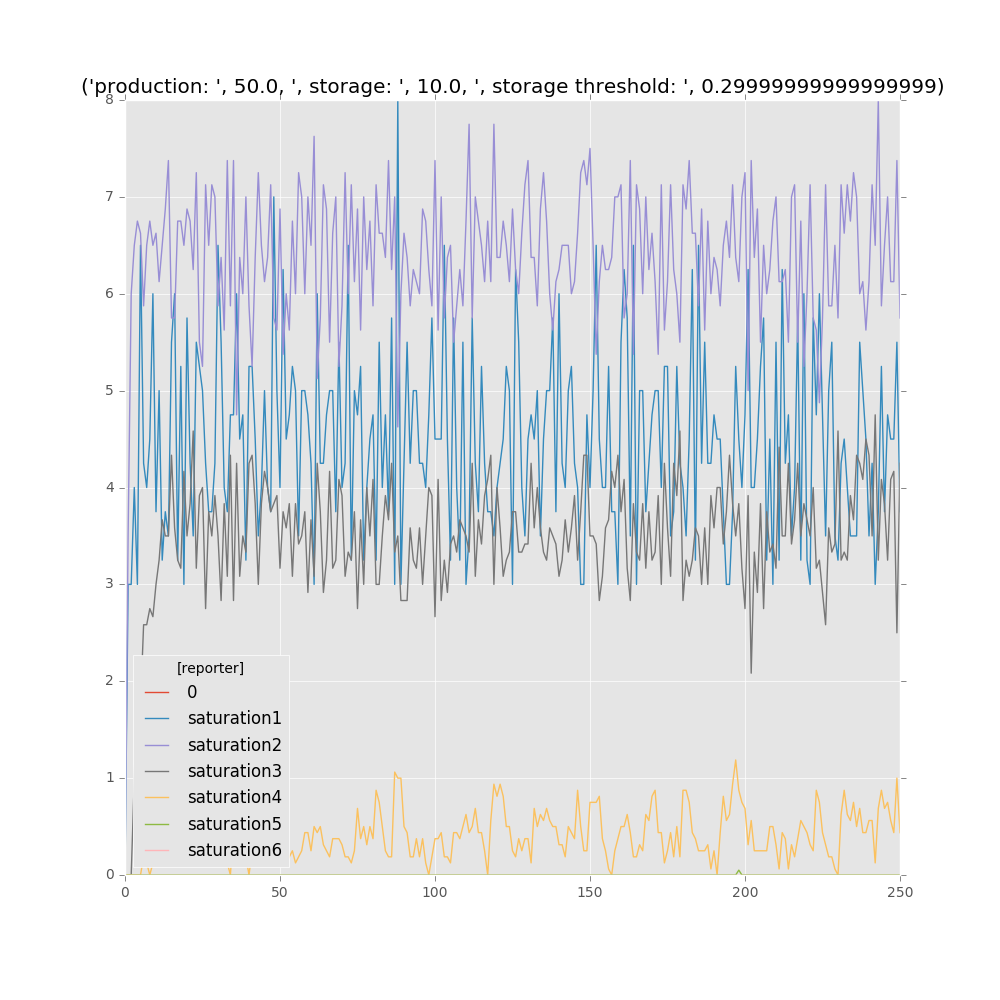 ('production: ', 50.0, ', storage: ', 10.0, ', storage threshold: ', 0.29999999999999999)
8
7
6
5
4
3
2
1
0
[reporter]
0
saturation1
saturation2
saturation3
saturation4
saturation5
saturation6
0 50 100 150 200 250